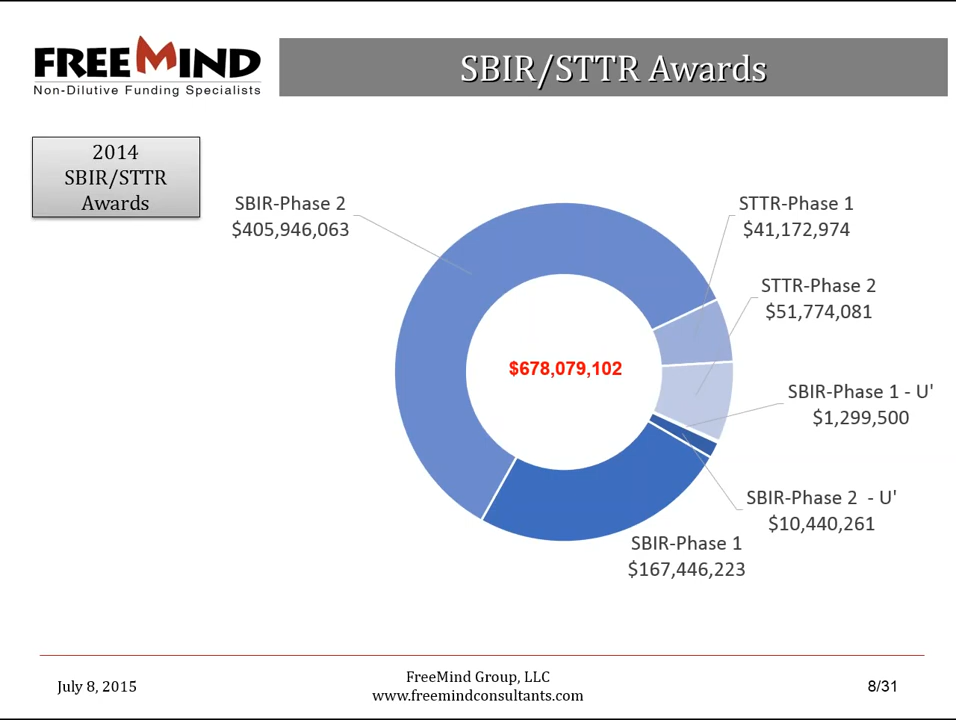 FREEMIND
Non-Dilutive Funding Specialists
SBIR/STTR Awards
2014
SBIR/STTR
Awards
SBIR-Phase 2
$405,946,063
STTR-Phase 1
$41,172,974
STTR-Phase 2
$51,774,081
$678,079,102
SBIR-Phase 1 - U'
$1,299,500
SBIR-Phase 2  - U'
$10,440,261
SBIR-Phase 1
$167,446,223
July 8, 2015
FreeMind Group, LLC
www.freemindconsultants.com
8/31